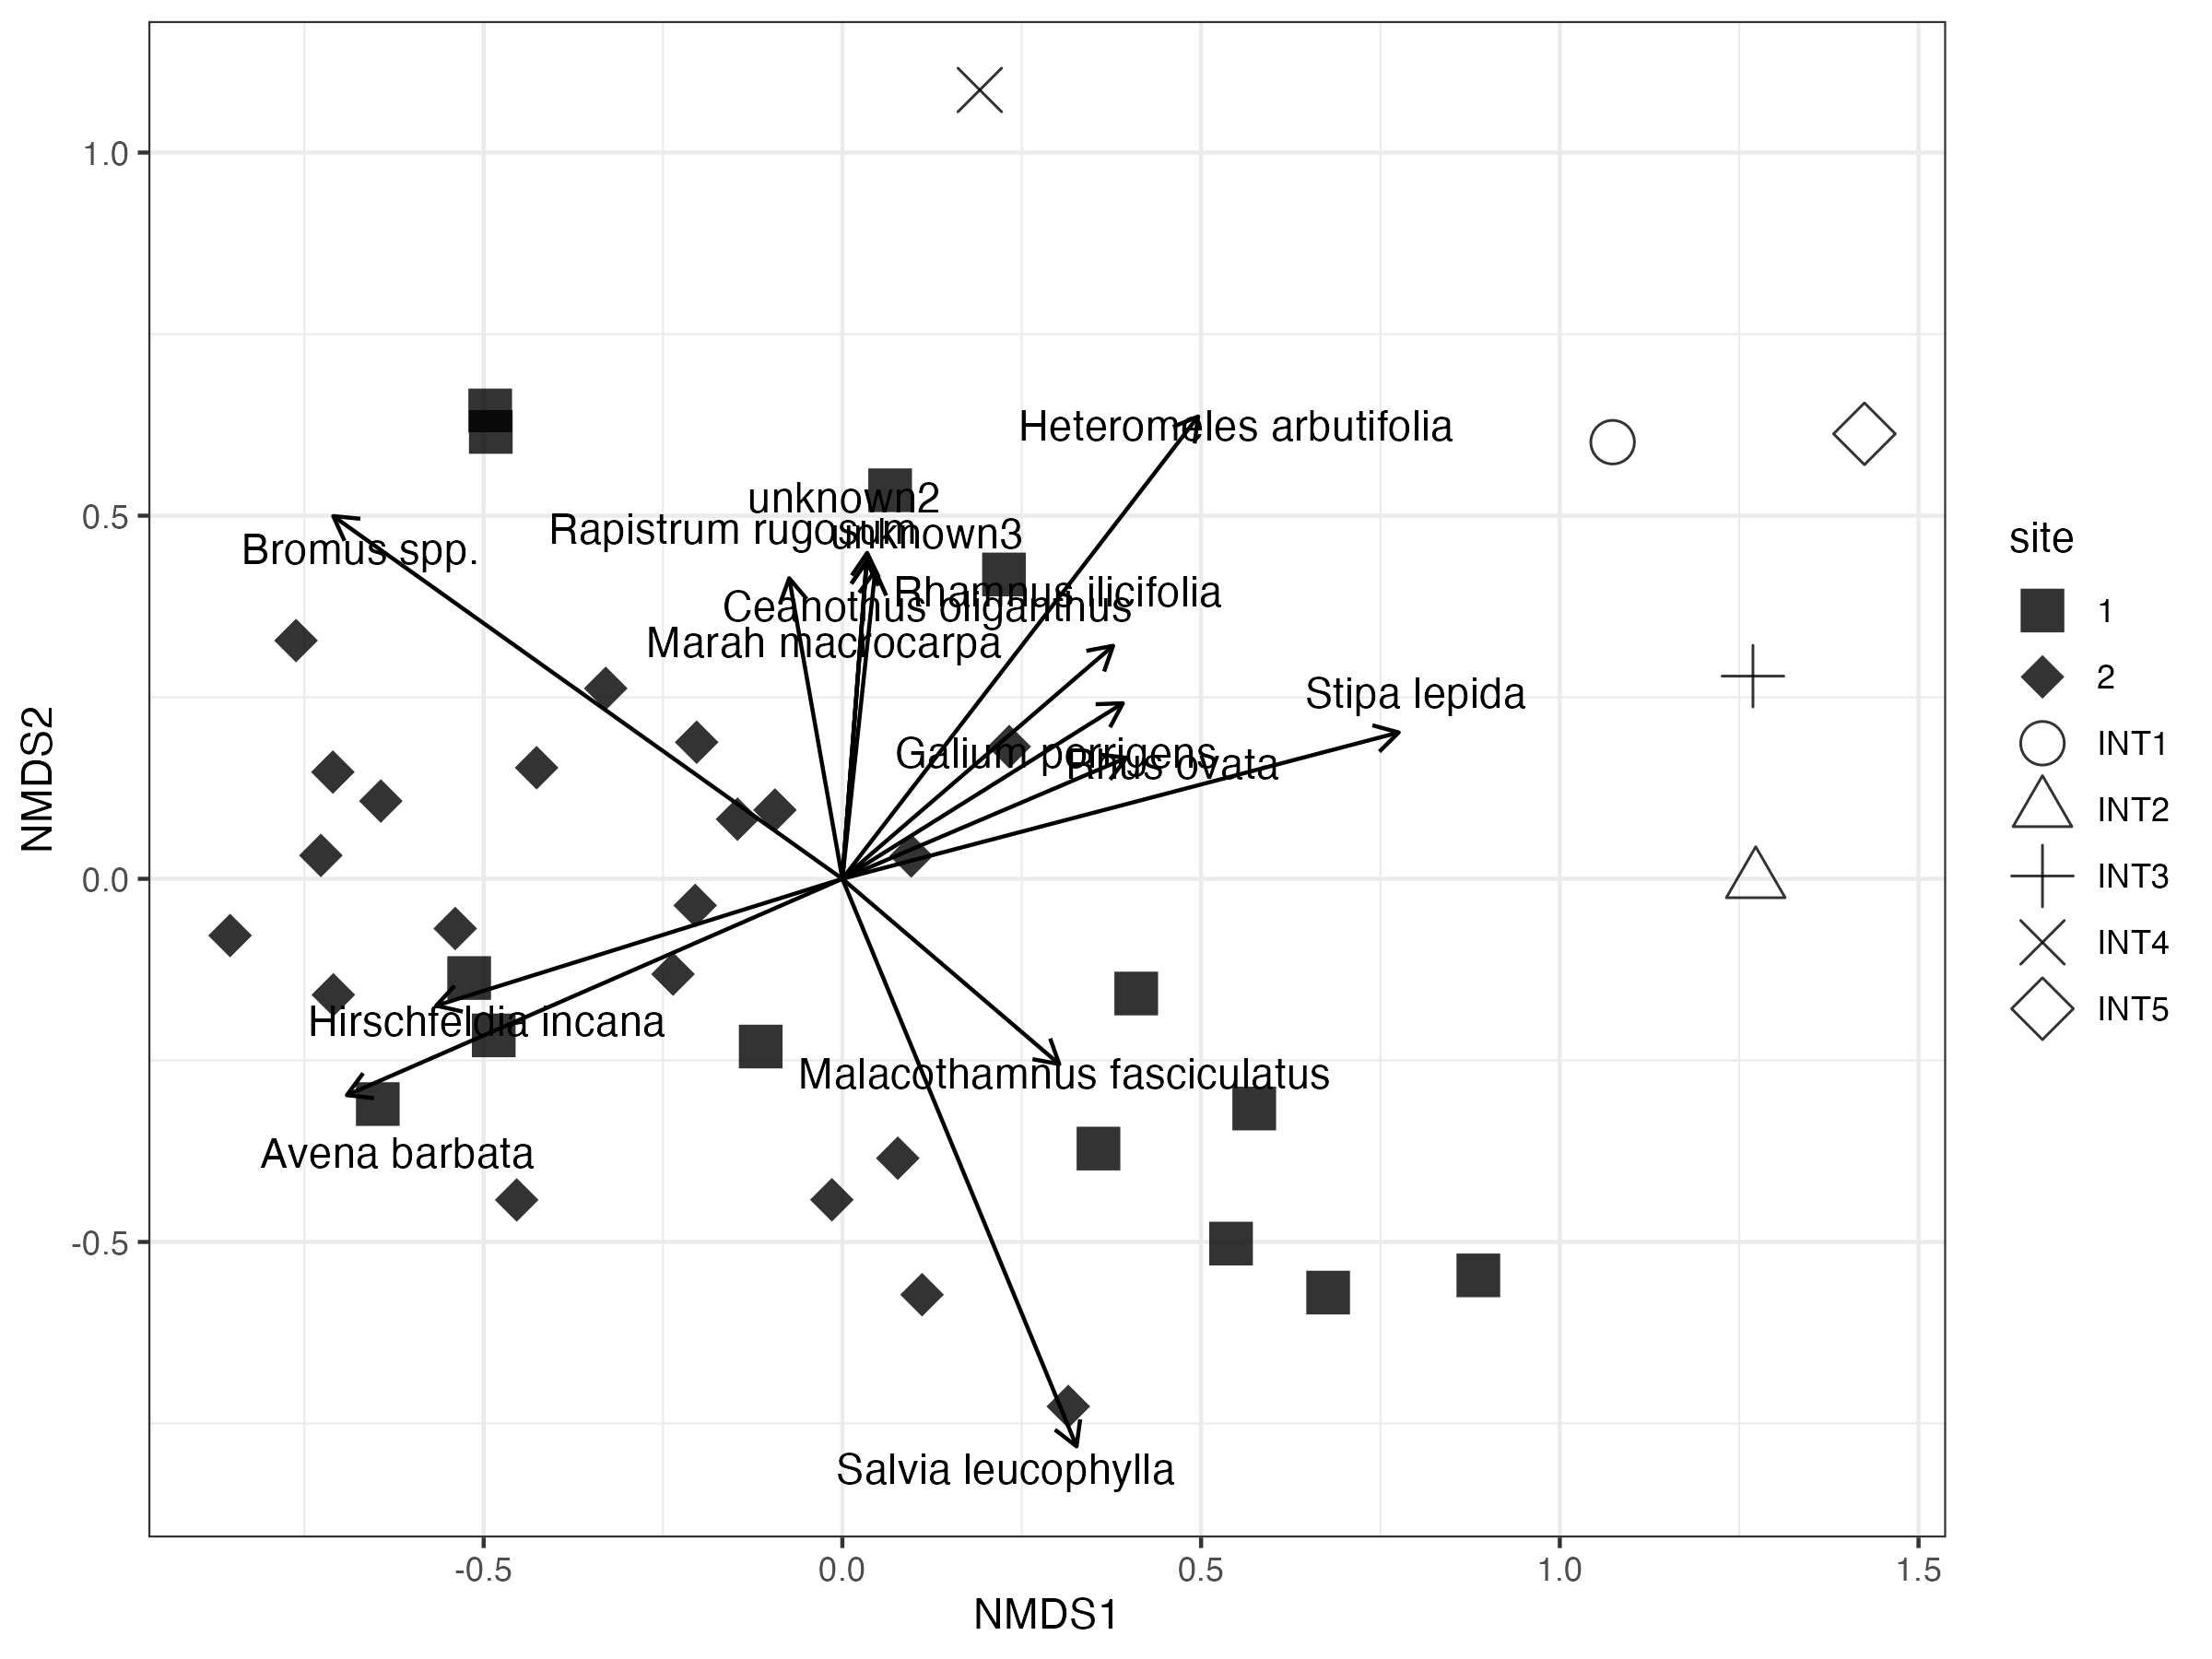 1.0
0.5
0.0
-0.5
NMDS2
Heteromeles arbutifolia
unknown2
Rapistrum rugosum
unknown3
Bromus spp.
Rhamnus ilicifolia
Ceanothus oliganthus
Marah macrocarpa
Stipa lepida
Galium porrigens
Rhus ovata
Hirschfeldia incana
Malacothamnus fasciculatus
Avena barbata
Salvia leucophylla
-0.5
0.0
0.5
1.0
1.5
NMDS1
site
1
2
INT1
INT2
INT3
INT4
INT5